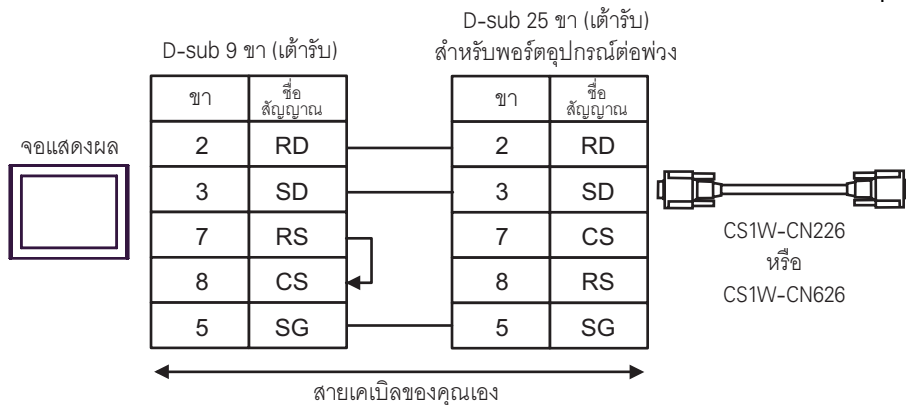 D-sub 25 ขา (เต้ารับ)
D-sub 9 ขา (เต้ารับ) สำหรับพอร์ตอุปกรณ์ต่อพ่วง
ขา ชื่อสัญญาณ ขา ชื่อสัญญาณ
จอแสดงผล
2 RD 2 RD
3 SD 3 SD
7 RS 7 CS
8 CS 8 RS
5 SG 5 SG
CS1W-CN226
หรือ
CS1W-CN626
สายเคเบิลของคุณเอง